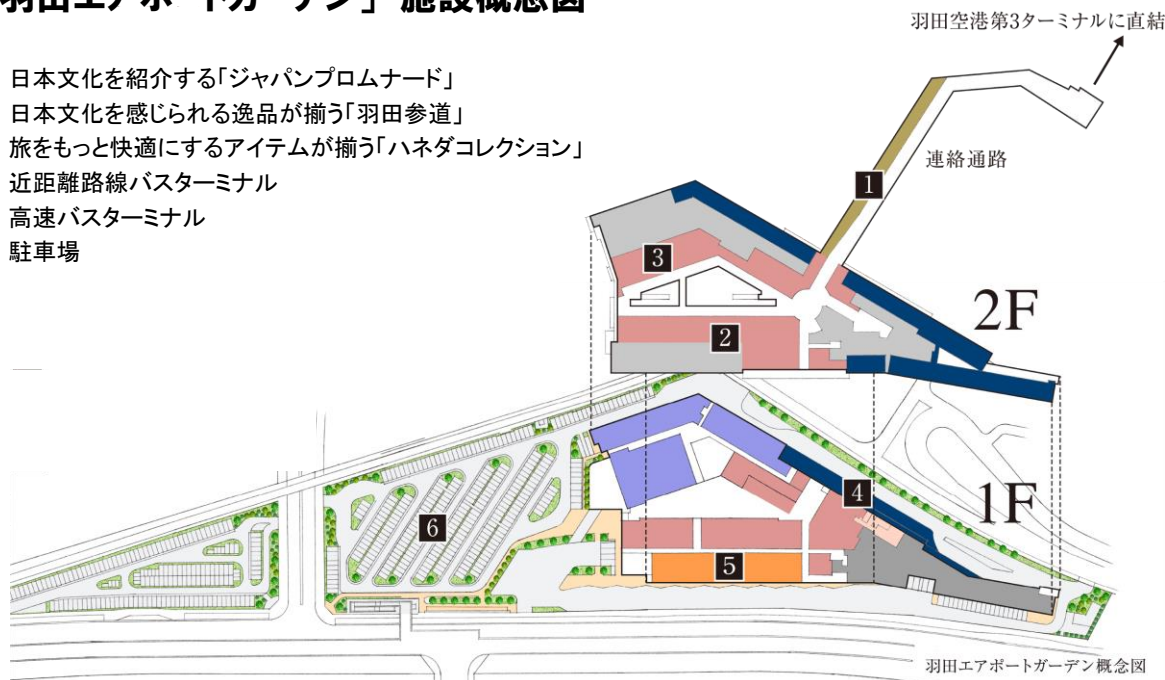 羽田エアポートガーデン」 施設概念図
羽田空港第3ターミナルに直結
日本文化を紹介する「ジャパンプロムナード」
日本文化を感じられる逸品が揃う「羽田参道」
旅をもっと快適にするアイテムが揃う「ハネダコレクション」
近距離路線バスターミナル
高速バスターミナル
駐車場
連絡通路
1
3
2
2F
4
1F
6
5
羽田エアポートガーデン概念図